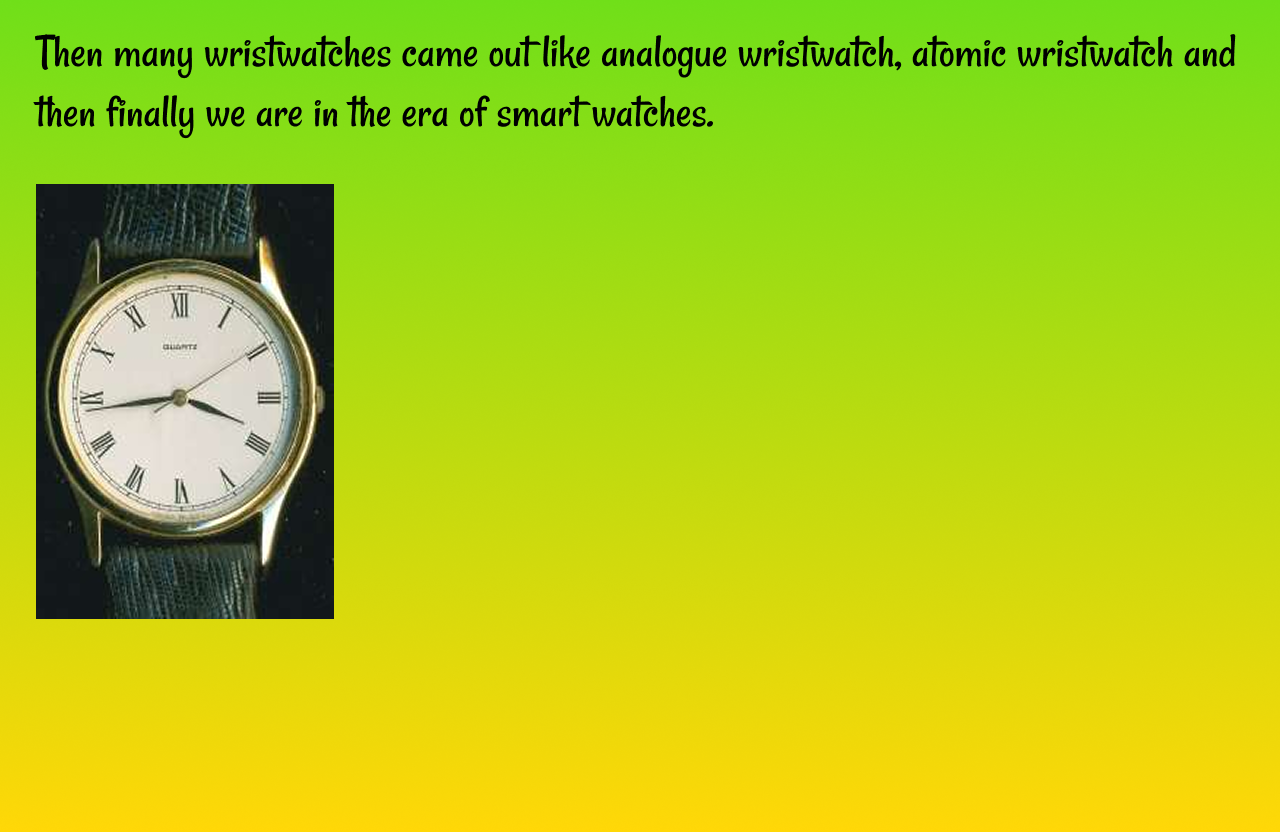 Then many wristwatches came out like analogue wristwatch, atomic wristwatch and
then finally we are in the era of smart watches.
XII
I
II
III
IIII
V
VI
VII
VIII
IX
X
XI
QUARTZ